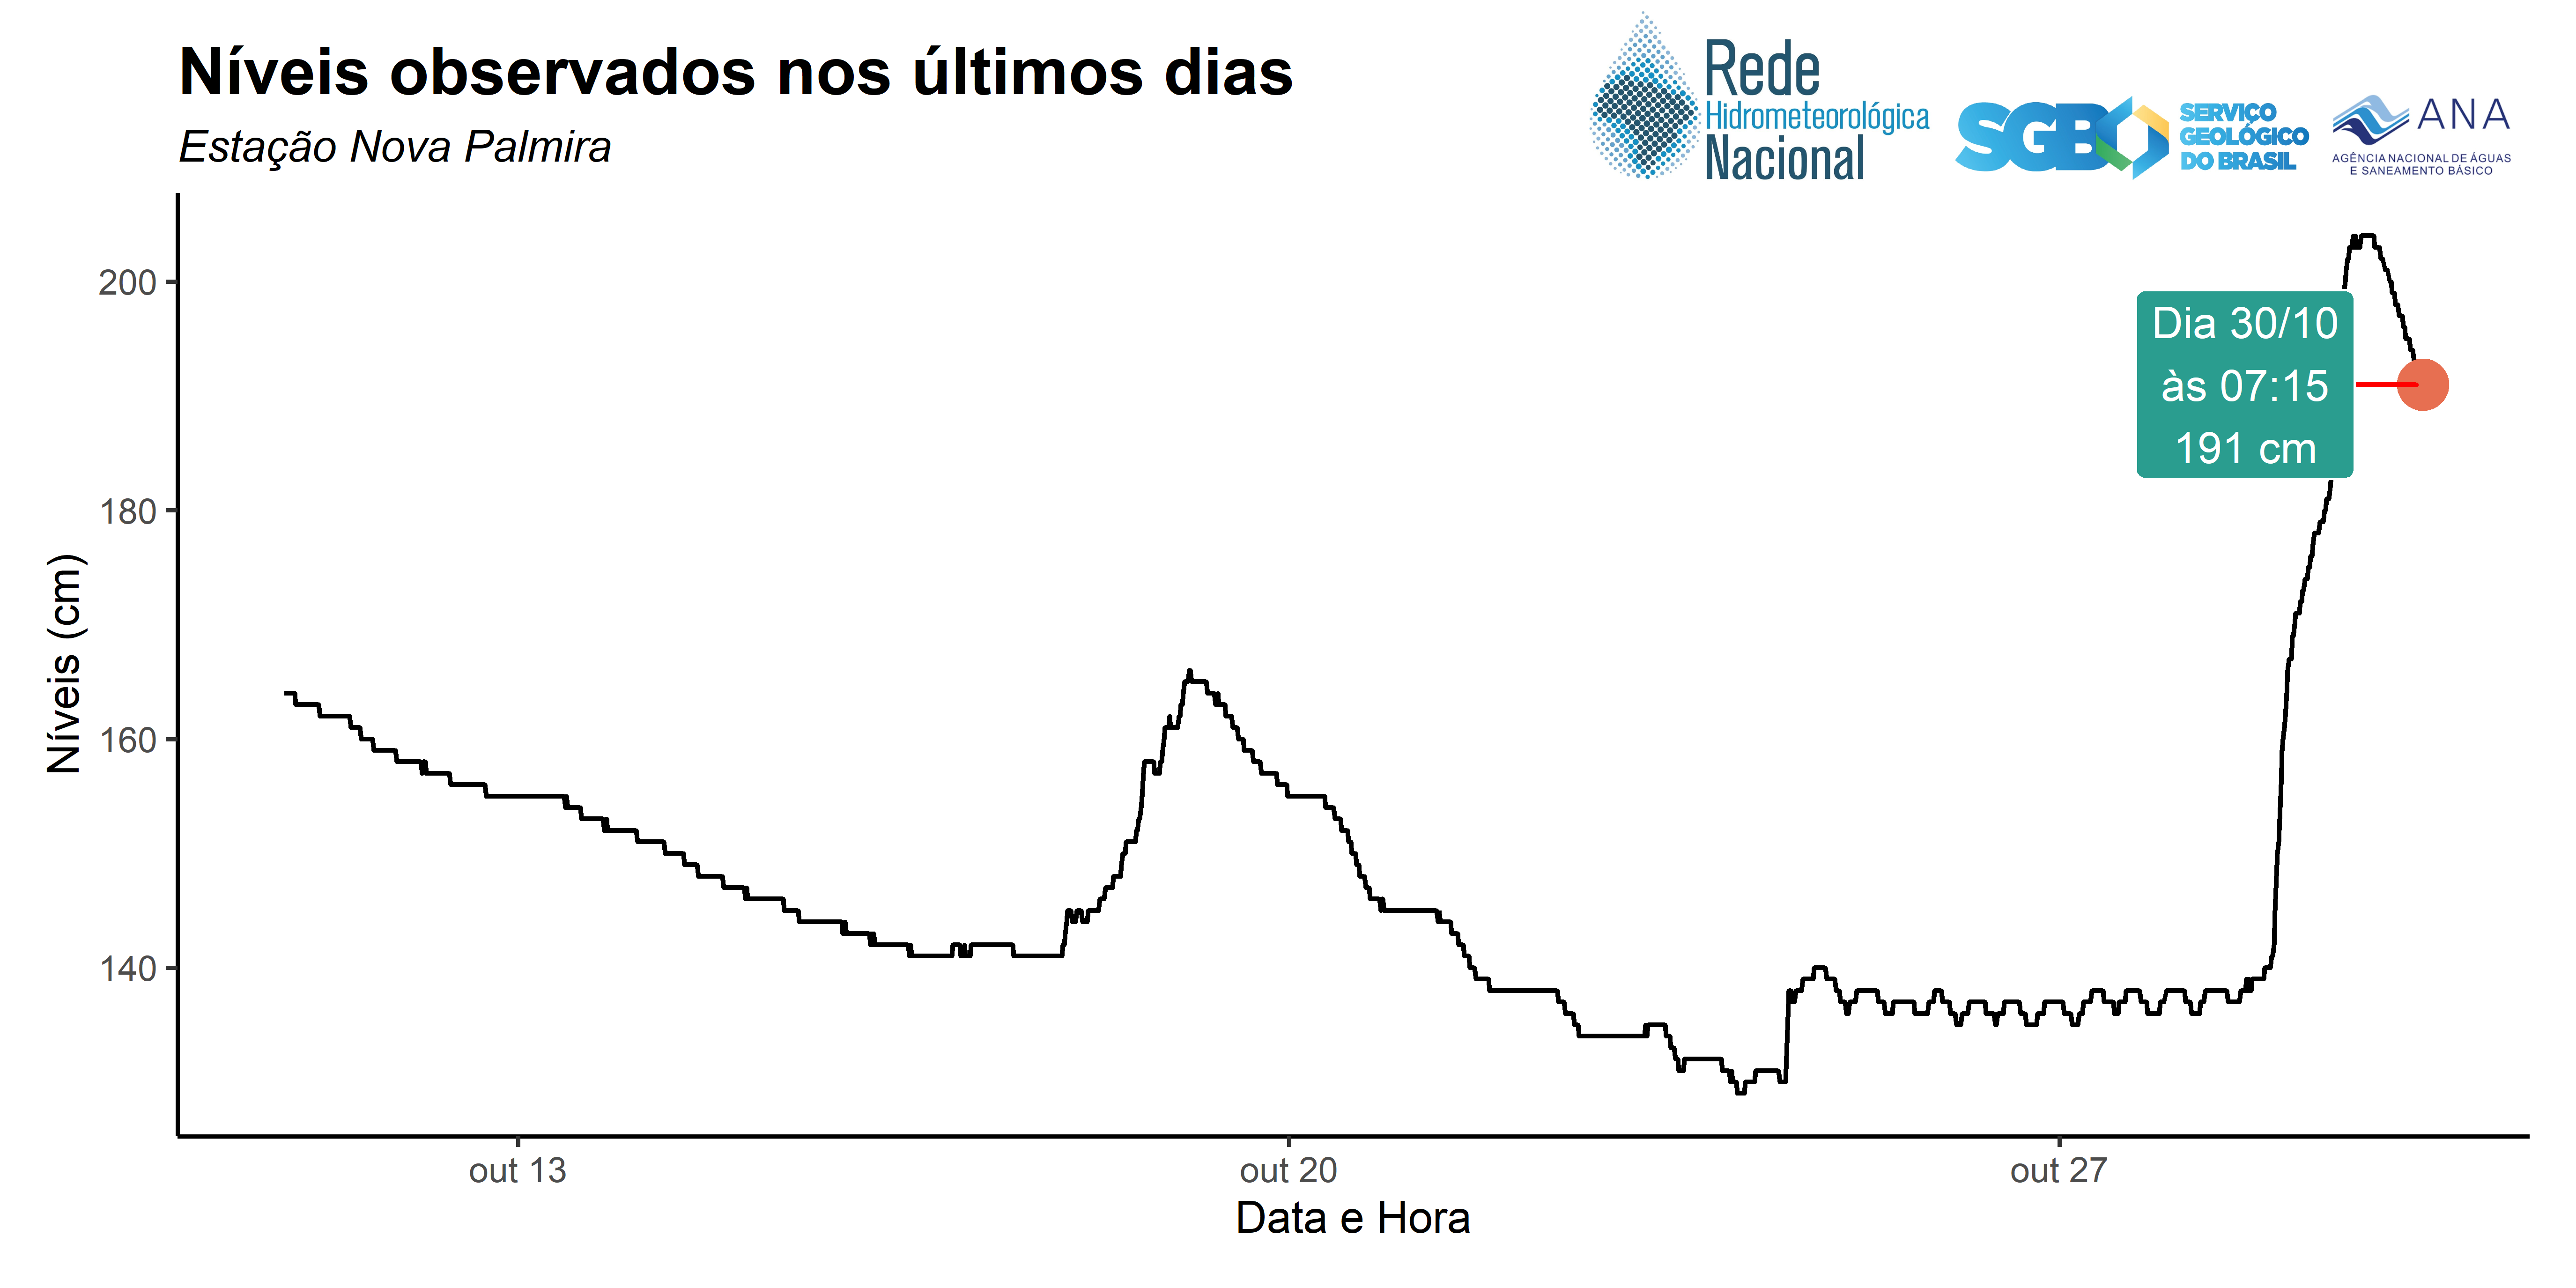 Níveis observados nos últimos dias
Estação Nova Palmira
Rede
Hidrometeorológica
Nacional
SGB
SERVIÇO
GEOLÓGICO
DO BRASIL
ANA
AGÊNCIA NACIONAL DE ÁGUAS
E SANEAMENTO BÁSICO
Níveis (cm)
200
180
160
140
Dia 30/10
às 07:15
191 cm
out 13
out 20
out 27
Data e Hora